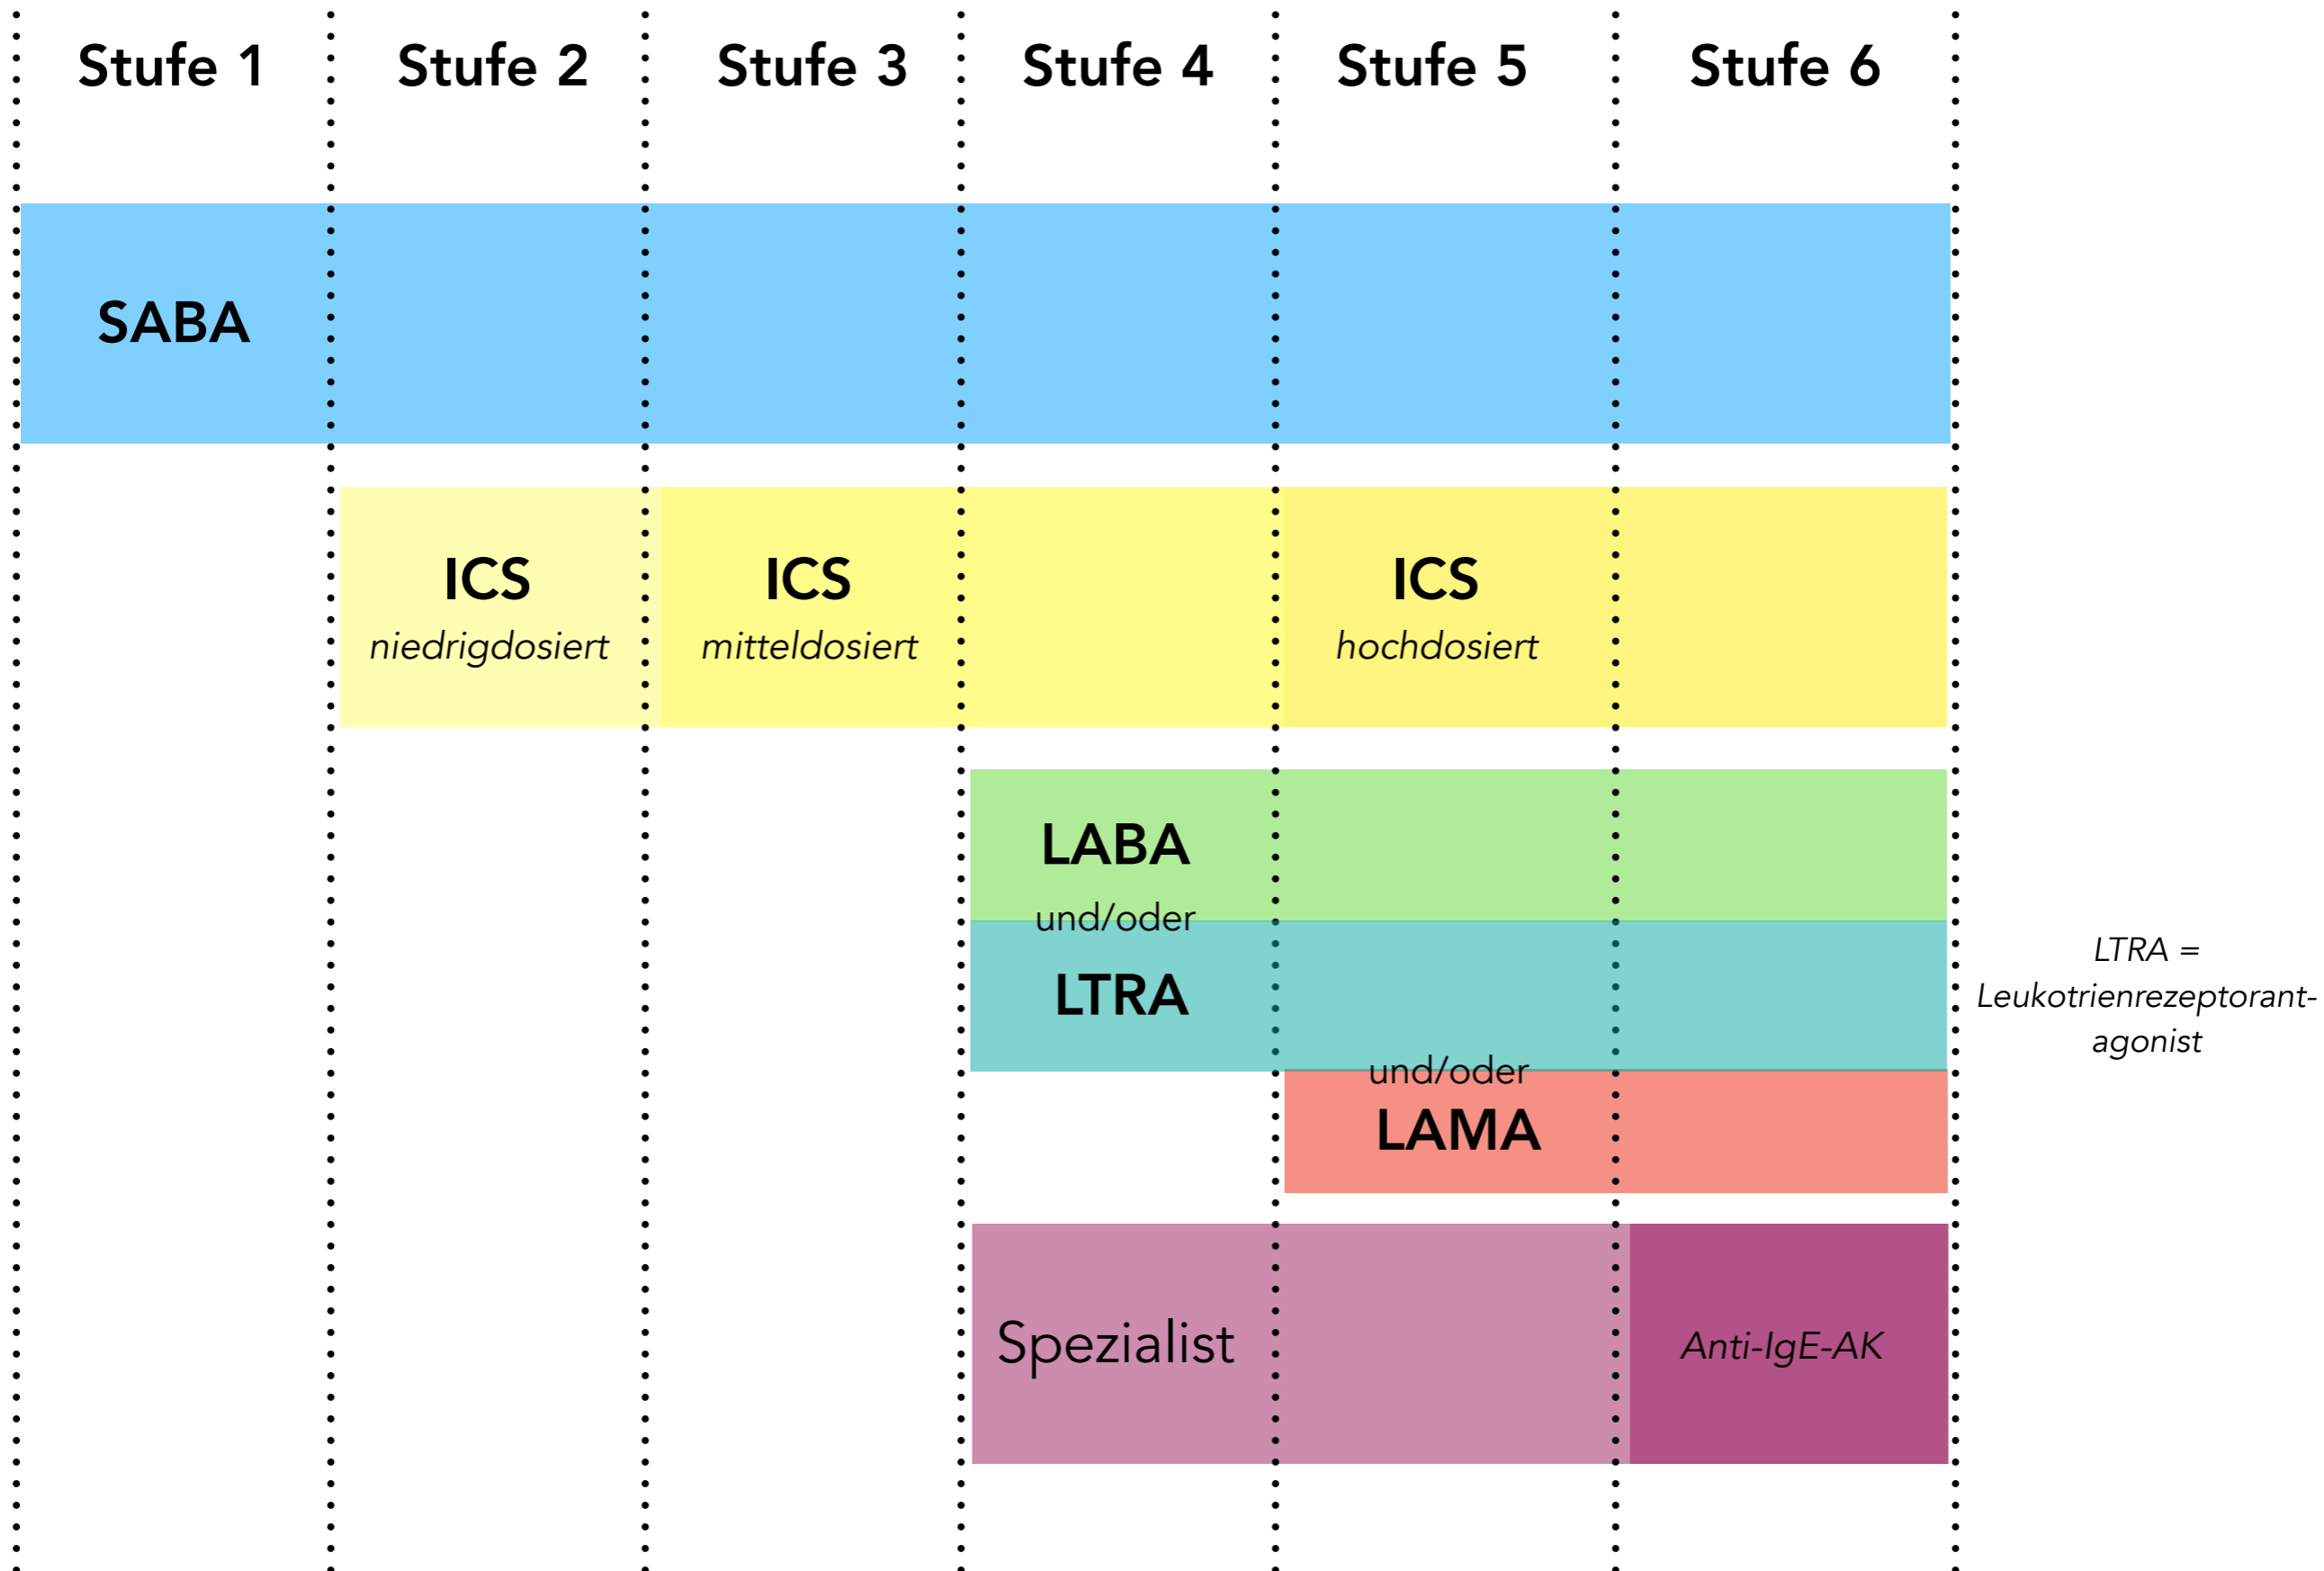 Stufe 1
Stufe 2
Stufe 3
Stufe 4
Stufe 5
Stufe 6
SABA
ICS
niedrigdosiert
ICS
mitteldosiert
ICS
hochdosiert
LABA
und/oder
LTRA
und/oder
LAMA
LTRA =
Leukotrienrezeptorant-
agonist
Spezialist
Anti-IgE-AK